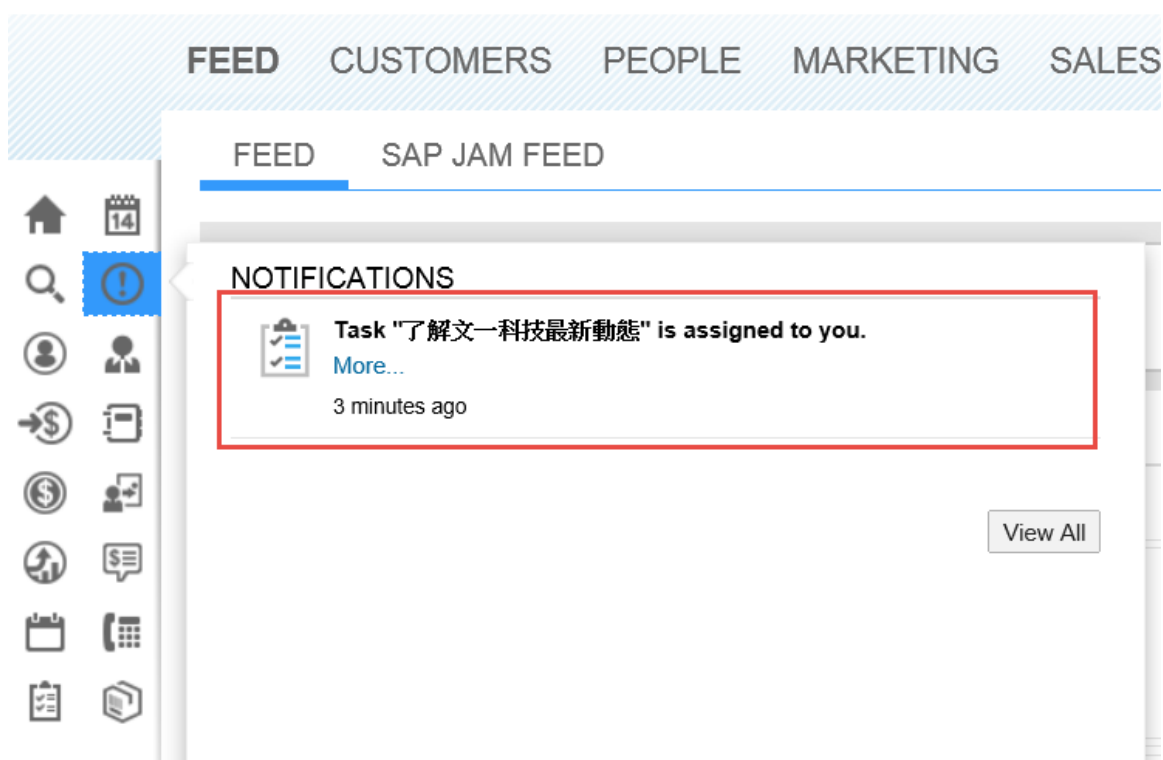 FEED CUSTOMERS PEOPLE MARKETING SALES
FEED SAP JAM FEED
14
NOTIFICATIONS
Task "了解文一科技最新動態" is assigned to you.
More...
3 minutes ago
View All